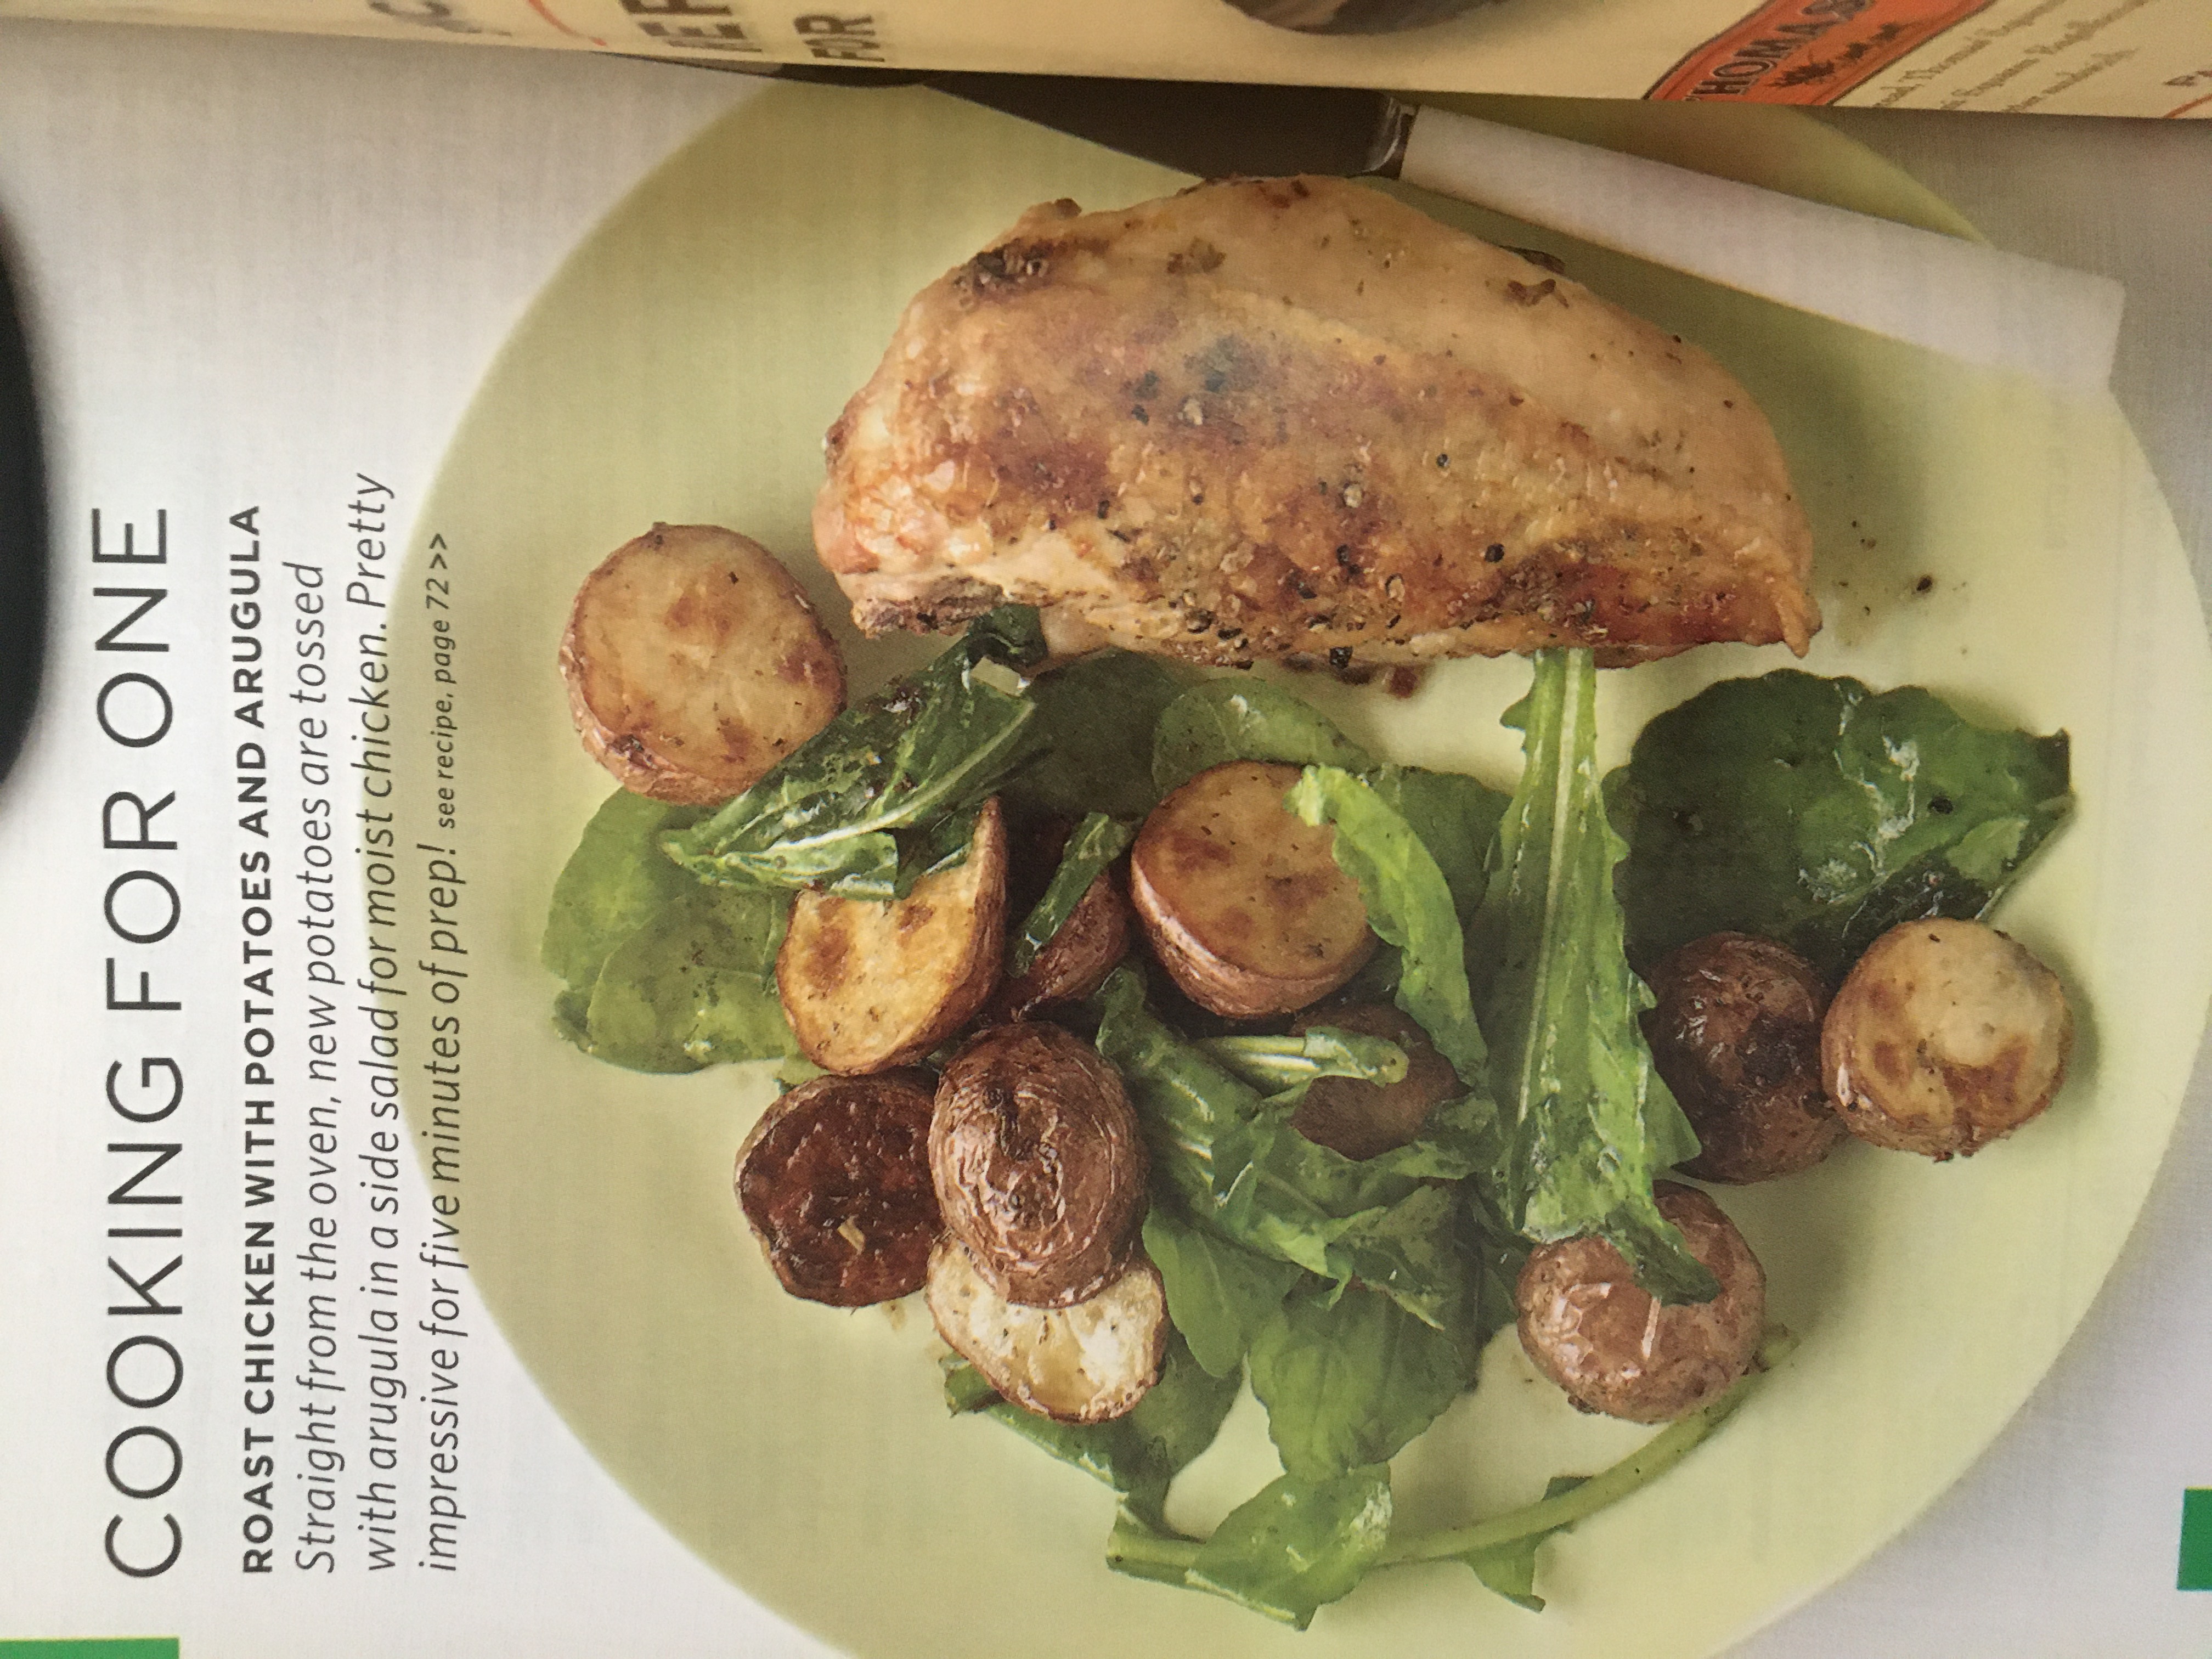 COOKING FOR ONE
ROAST CHICKEN WITH POTATOES AND ARUGULA
Straight from the oven, new potatoes are tossed
with arugula in a side salad for moist chicken. Pretty
impressive for five minutes of prep! see recipe, page 72 >>
FOR